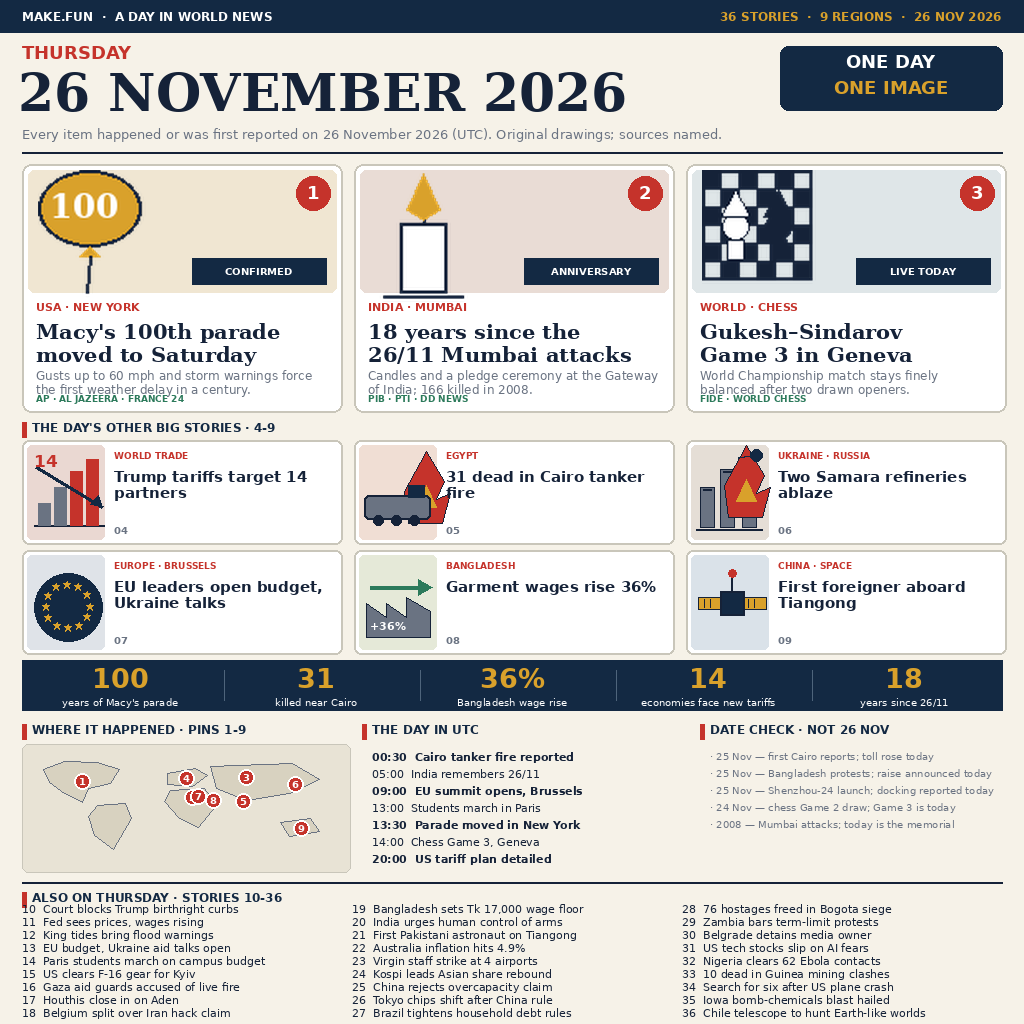 MAKE.FUN · A DAY IN WORLD NEWS
36 STORIES · 9 REGIONS · 26 NOV 2026
THURSDAY
26 NOVEMBER 2026
ONE DAY
ONE IMAGE
Every item happened or was first reported on 26 November 2026 (UTC). Original drawings; sources named.
100
1
CONFIRMED
USA · NEW YORK
Macy's 100th parade
moved to Saturday
Gusts up to 60 mph and storm warnings force
the first weather delay in a century.
AP · AL JAZEERA · FRANCE 24
2
ANNIVERSARY
INDIA · MUMBAI
18 years since the
26/11 Mumbai attacks
Candles and a pledge ceremony at the Gateway
of India; 166 killed in 2008.
PIB · PTI · DD NEWS
3
LIVE TODAY
WORLD · CHESS
Gukesh–Sindarov
Game 3 in Geneva
World Championship match stays finely
balanced after two drawn openers.
FIDE · WORLD CHESS
THE DAY'S OTHER BIG STORIES · 4-9
14
WORLD TRADE
Trump tariffs target 14
partners
04
EGYPT
31 dead in Cairo tanker
fire
05
UKRAINE · RUSSIA
Two Samara refineries
ablaze
06
EUROPE · BRUSSELS
EU leaders open budget,
Ukraine talks
07
+36%
BANGLADESH
Garment wages rise 36%
08
CHINA · SPACE
First foreigner aboard
Tiangong
09
100
years of Macy's parade
31
killed near Cairo
36%
Bangladesh wage rise
14
economies face new tariffs
18
years since 26/11
WHERE IT HAPPENED · PINS 1-9
1
4
3
6
7
8
5
9
THE DAY IN UTC
00:30 Cairo tanker fire reported
05:00 India remembers 26/11
09:00 EU summit opens, Brussels
13:00 Students march in Paris
13:30 Parade moved in New York
14:00 Chess Game 3, Geneva
20:00 US tariff plan detailed
DATE CHECK · NOT 26 NOV
· 25 Nov — first Cairo reports; toll rose today
· 25 Nov — Bangladesh protests; raise announced today
· 25 Nov — Shenzhou-24 launch; docking reported today
· 24 Nov — chess Game 2 draw; Game 3 is today
· 2008 — Mumbai attacks; today is the memorial
ALSO ON THURSDAY · STORIES 10-36
10 Court blocks Trump birthright curbs
11 Fed sees prices, wages rising
12 King tides bring flood warnings
13 EU budget, Ukraine aid talks open
14 Paris students march on campus budget
15 US clears F-16 gear for Kyiv
16 Gaza aid guards accused of live fire
17 Houthis close in on Aden
18 Belgium split over Iran hack claim
19 Bangladesh sets Tk 17,000 wage floor
20 India urges human control of arms
21 First Pakistani astronaut on Tiangong
22 Australia inflation hits 4.9%
23 Virgin staff strike at 4 airports
24 Kospi leads Asian share rebound
25 China rejects overcapacity claim
26 Tokyo chips shift after China rule
27 Brazil tightens household debt rules
28 76 hostages freed in Bogota siege
29 Zambia bars term-limit protests
30 Belgrade detains media owner
31 US tech stocks slip on AI fears
32 Nigeria clears 62 Ebola contacts
33 10 dead in Guinea mining clashes
34 Search for six after US plane crash
35 Iowa bomb-chemicals blast hailed
36 Chile telescope to hunt Earth-like worlds